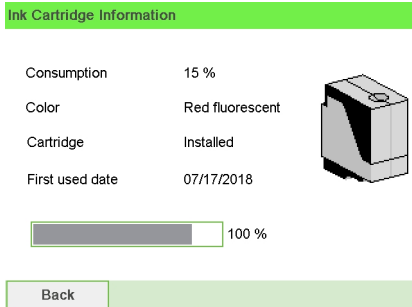 Ink Cartridge Information
Consumption 15 %
Color Red fluorescent
Cartridge Installed
First used date 07/17/2018
100 %
Back